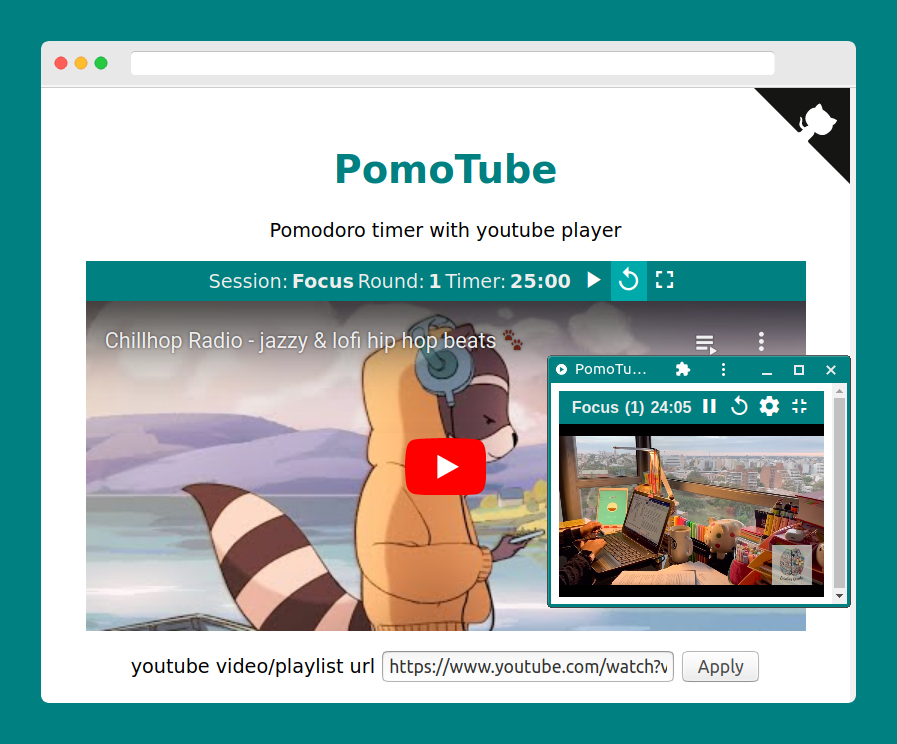 PomoTube
Pomodoro timer with youtube player
Session: Focus Round: 1 Timer: 25:00
Chillhop Radio - jazzy & lofi hip hop beats
PomoTu...
Focus (1) 24:05
youtube video/playlist url https://www.youtube.com/watch?v Apply